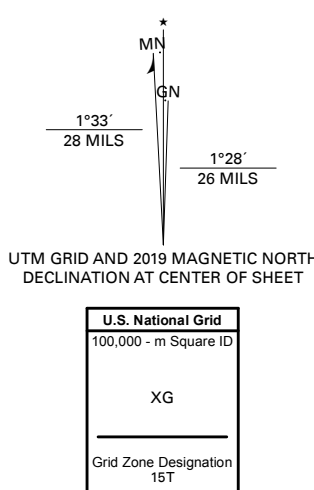 MN
GN
1°33´
28 MILS
1°28´
26 MILS
UTM GRID AND 2019 MAGNETIC NORTH
DECLINATION AT CENTER OF SHEET
U.S. National Grid
100,000 - m Square ID
XG
Grid Zone Designation
15T